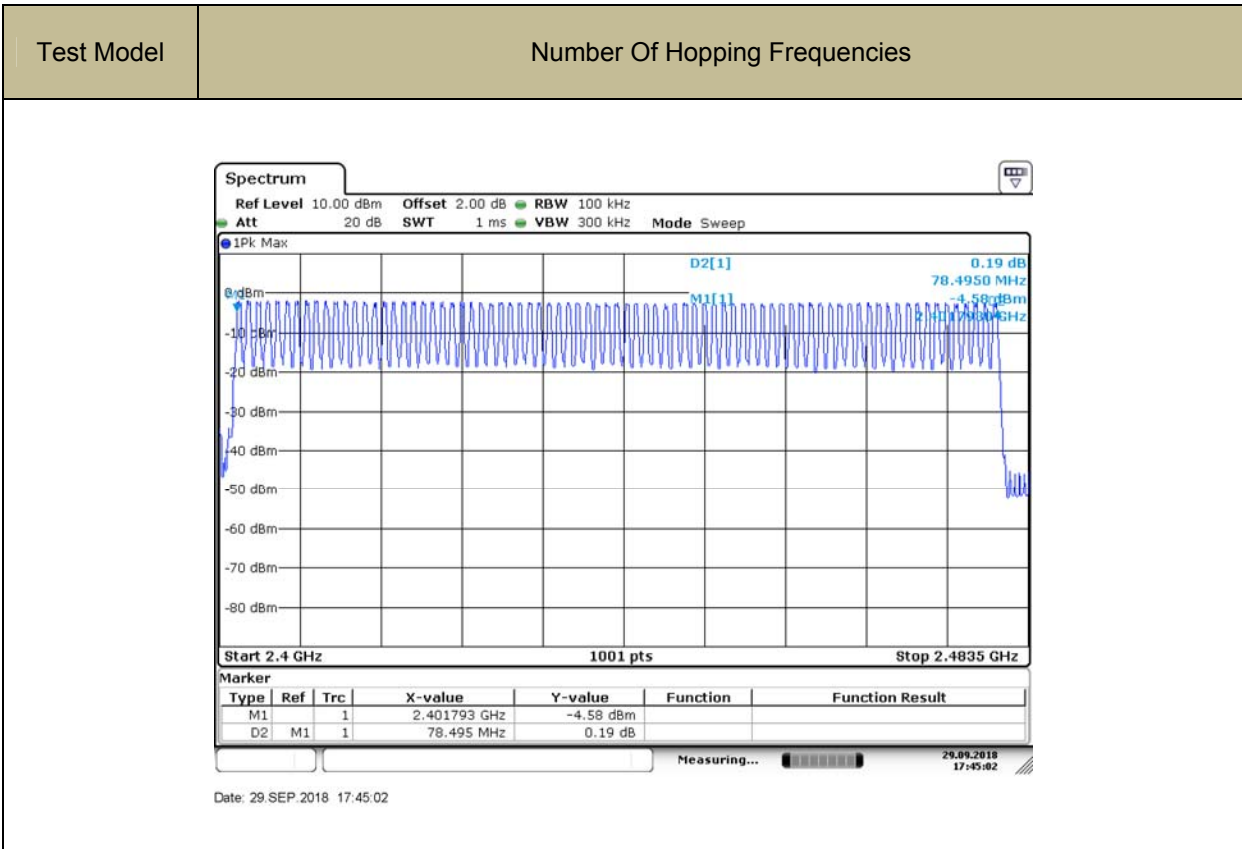 Test Model
Number Of Hopping Frequencies
Spectrum
Ref Level 10.00 dBm Offset 2.00 dB RBW 100 kHz
Att 20 dB SWT 1 ms VBW 300 kHz Mode Sweep
1Pk Max
D2[1] 0.19 dB
78.4950 MHz
M1[1] -4.58 dBm
2.4017930 GHz
0 dBm
-10 dBm
-20 dBm
-30 dBm
-40 dBm
-50 dBm
-60 dBm
-70 dBm
-80 dBm
Start 2.4 GHz 1001 pts Stop 2.4835 GHz
Marker
Type Ref Trc X-value Y-value Function Function Result
M1 1 2.401793 GHz -4.58 dBm
D2 M1 1 78.495 MHz 0.19 dB
Measuring... 29.09.2018
17:45:02
Date: 29.SEP.2018 17:45:02